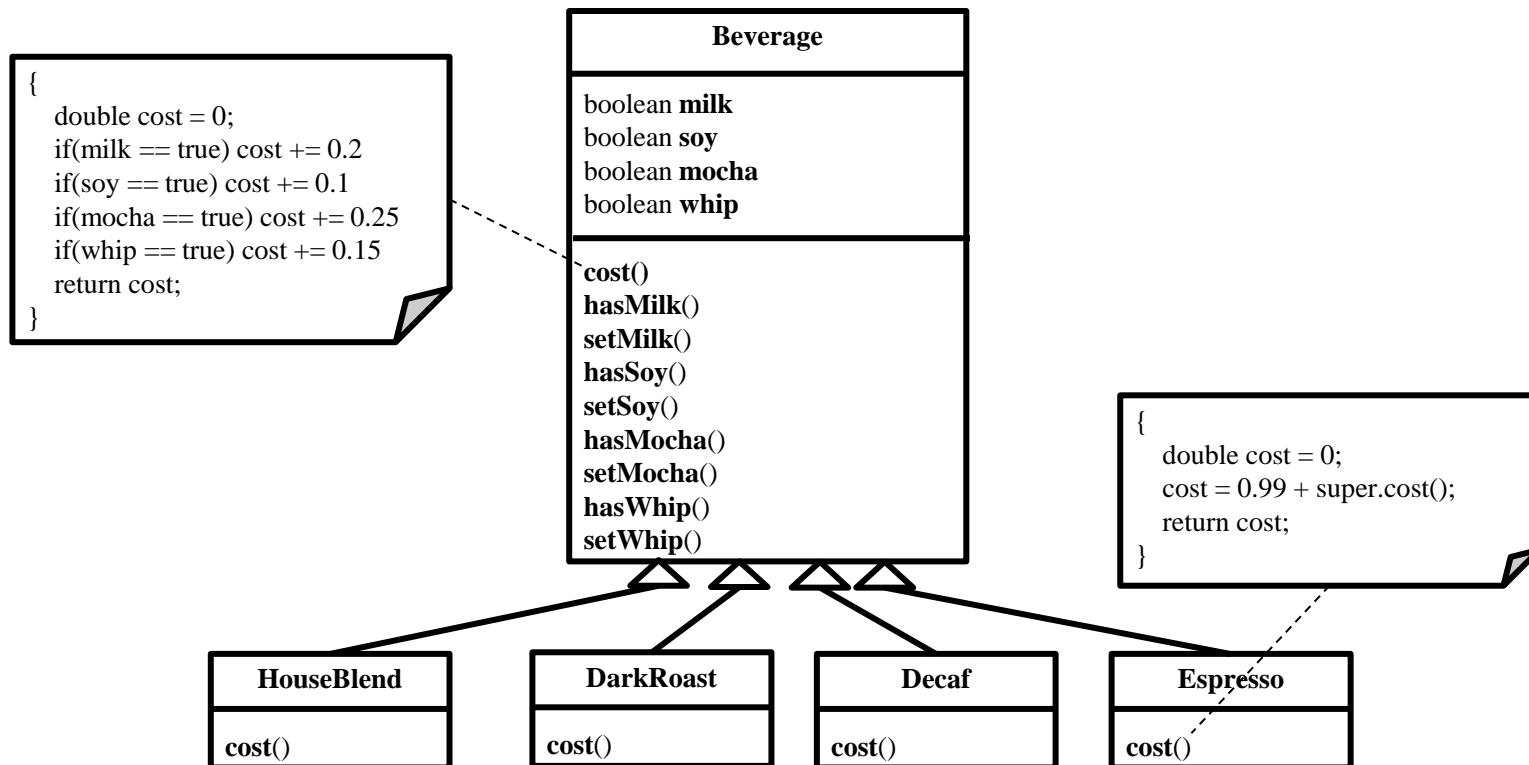 Beverage
boolean milk
boolean soy
boolean mocha
boolean whip
cost()
hasMilk()
setMilk()
hasSoy()
setSoy()
hasMocha()
setMocha()
hasWhip()
setWhip()
{
double cost = 0;
if(milk == true) cost += 0.2
if(soy == true) cost += 0.1
if(mocha == true) cost += 0.25
if(whip == true) cost += 0.15
return cost;
}
{
double cost = 0;
cost = 0.99 + super.cost();
return cost;
}
HouseBlend
cost()
DarkRoast
cost()
Decaf
cost()
Espresso
cost()